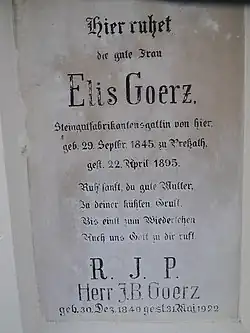 Hier ruhet
die gute Frau
Elis Goerz.
Steingutfabrikantensgattin von hier,
geb. 29. Septbr. 1845. zu Preßath,
gest. 22. April 1895.
Ruh' sanft, du gute Mutter,
In deiner kühlen Gruft.
Bis einst zum Wiedersehen
Auch uns Gott zu dir ruft.
R. J. P.
Herr J.B. Goerz
geb. 30. Dez. 1840 gest. 31. Mai 1922